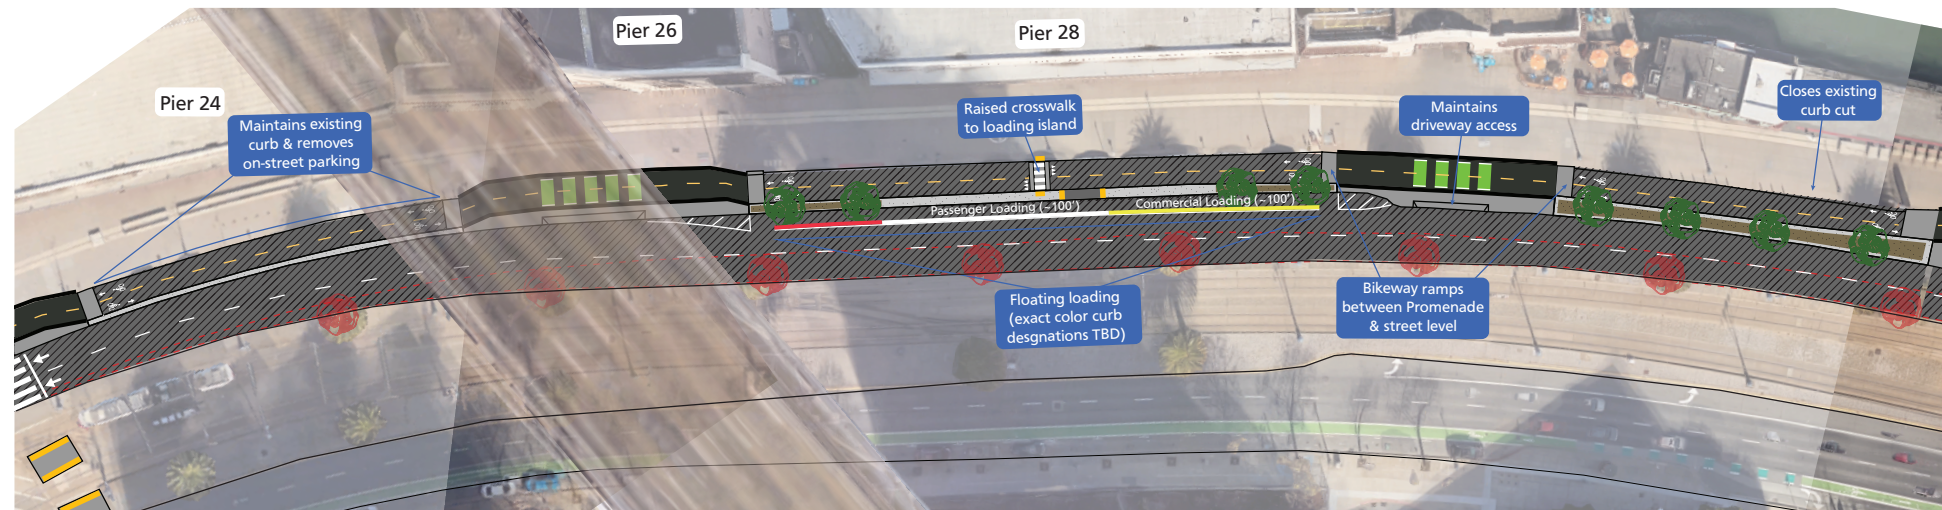 Pier 24
Pier 26
Pier 28
Maintains existing
curb & removes
on-street parking
Raised crosswalk
to loading island
Maintains
driveway access
Closes existing
curb cut
Passenger Loading (~100')
Commercial Loading (~100')
Floating loading
(exact color curb
desgnations TBD)
Bikeway ramps
between Promenade
& street level